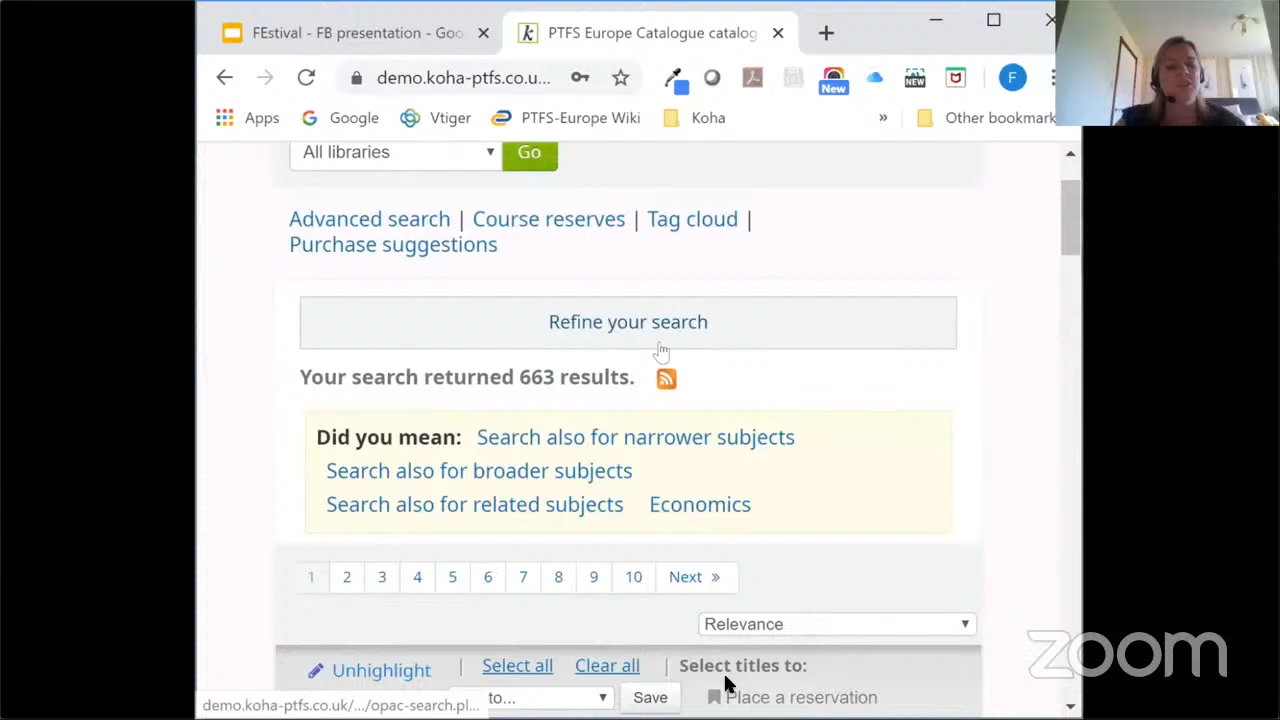 FEstival - FB presentation - Goo
PTFS Europe Catalogue catalog
demo.koha-ptfs.co.u...
New
NEW
F
Apps
Google
Vtiger
PTFS-Europe Wiki
Koha
»
Other bookmark
All libraries
Go
Advanced search | Course reserves | Tag cloud |
Purchase suggestions
Refine your search
Your search returned 663 results.
Did you mean: Search also for narrower subjects
Search also for broader subjects
Search also for related subjects Economics
1 2 3 4 5 6 7 8 9 10 Next »
Relevance
Unhighlight | Select all Clear all | Select titles to:
to... Save Place a reservation
demo.koha-ptfs.co.uk/.../opac-search.pl...
zoom